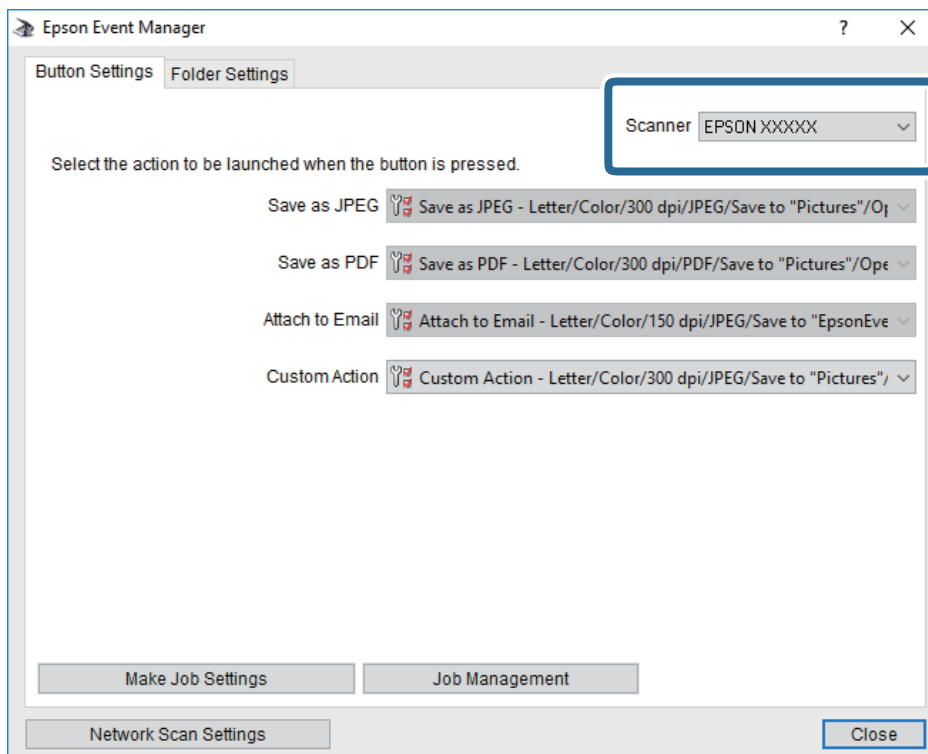 Epson Event Manager
Button Settings Folder Settings
Scanner EPSON XXXXX
Select the action to be launched when the button is pressed.
Save as JPEG Save as JPEG - Letter/Color/300 dpi/JPEG/Save to "Pictures"/Op
Save as PDF Save as PDF - Letter/Color/300 dpi/PDF/Save to "Pictures"/Ope
Attach to Email Attach to Email - Letter/Color/150 dpi/JPEG/Save to "EpsonEve
Custom Action Custom Action - Letter/Color/300 dpi/JPEG/Save to "Pictures"/
Make Job Settings Job Management
Network Scan Settings Close